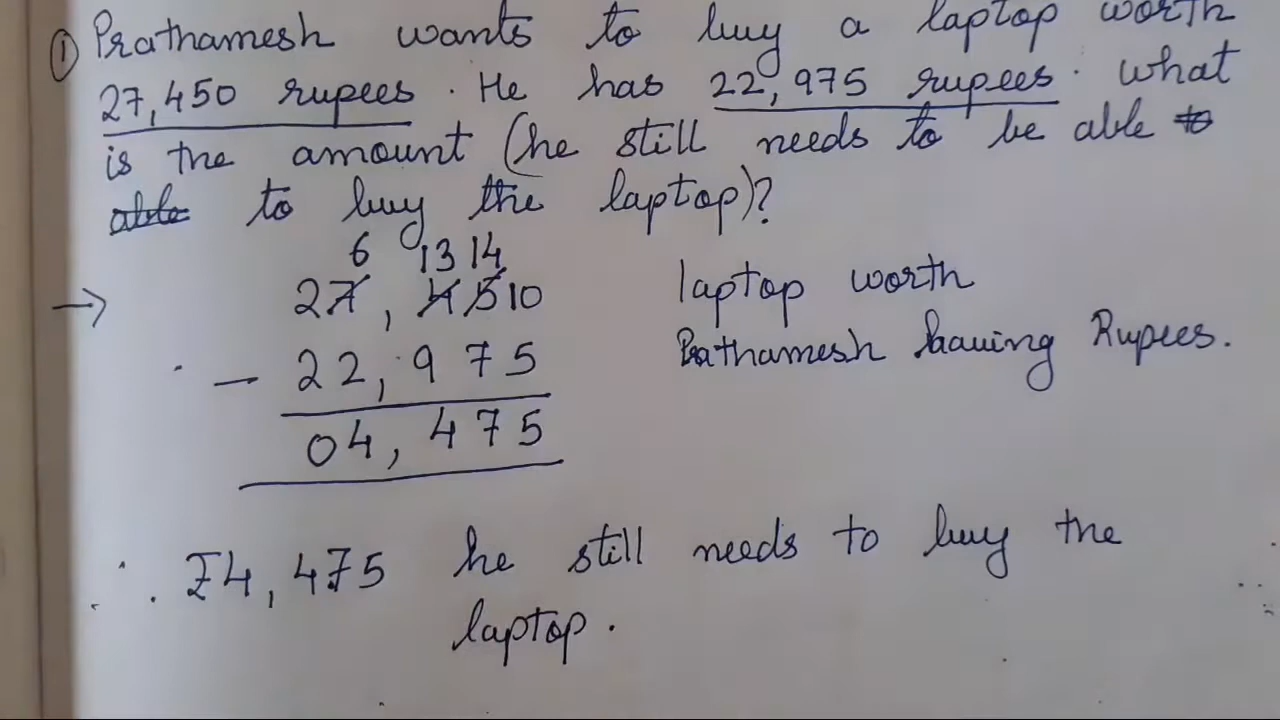 ① Prathamesh wants to buy a laptop worth
27,450 rupees. He has 22,975 rupees. what
is the amount (he still needs to be able to
able to buy the laptop)?
6 13 14
→ 27,4510 laptop worth
- 22,975 Prathamesh having Rupees.
04,475
∴ ₹4,475 he still needs to buy the
laptop.